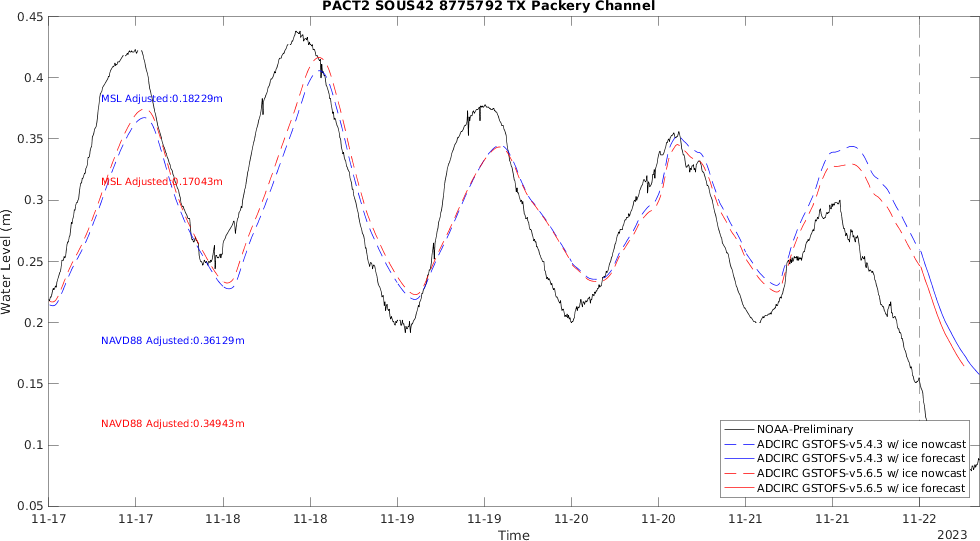 PACT2 SOUS42 8775792 TX Packery Channel
0.45
0.4
0.35
0.3
0.25
0.2
0.15
0.1
0.05
Water Level (m)
MSL Adjusted:0.18229m
MSL Adjusted:0.17043m
NAVD88 Adjusted:0.36129m
NAVD88 Adjusted:0.34943m
NOAA-Preliminary
ADCIRC GSTOFS-v5.4.3 w/ ice nowcast
ADCIRC GSTOFS-v5.4.3 w/ ice forecast
ADCIRC GSTOFS-v5.6.5 w/ ice nowcast
ADCIRC GSTOFS-v5.6.5 w/ ice forecast
11-17 11-17 11-18 11-18 11-19 11-19 11-20 11-20 11-21 11-21 11-22
Time
2023